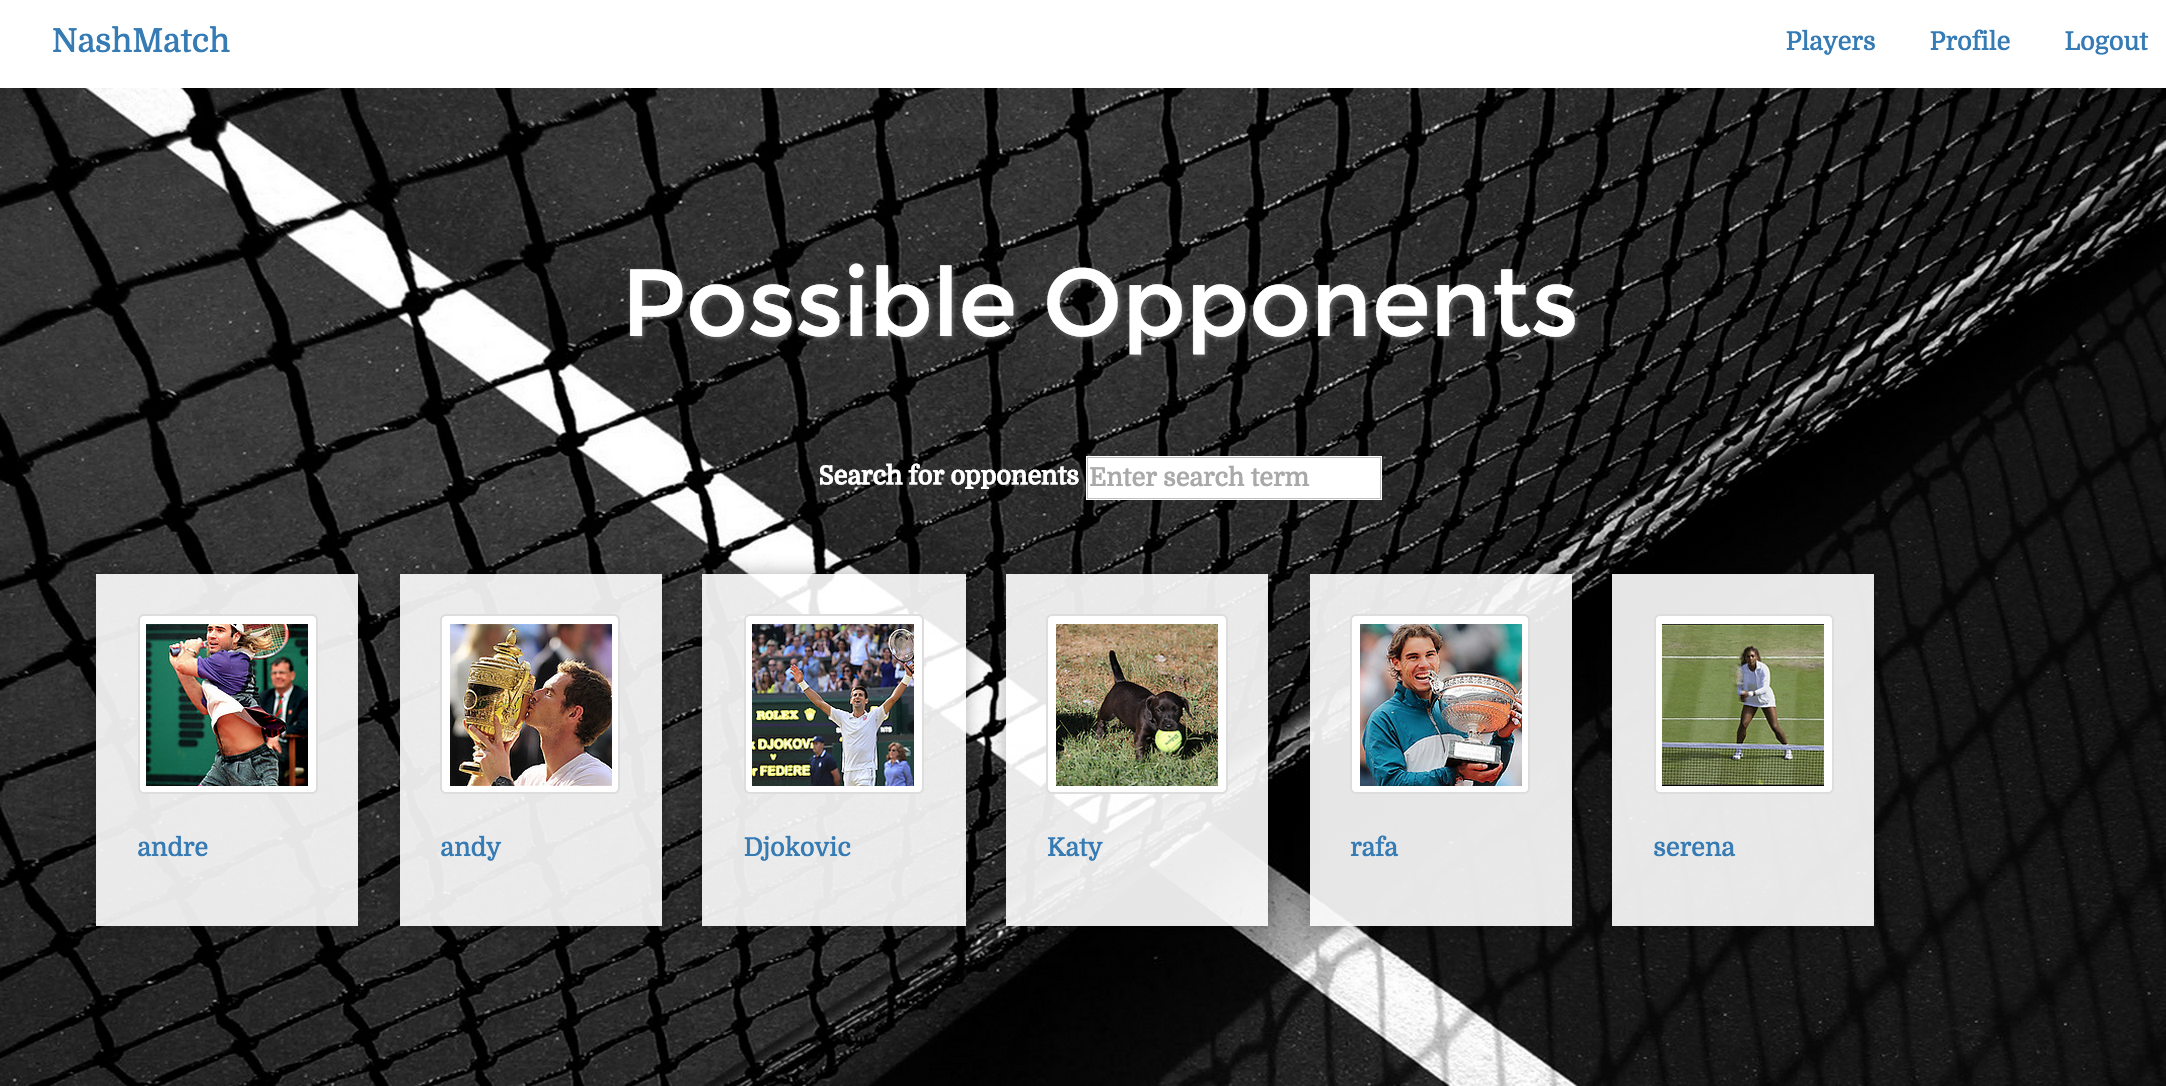 NashMatch
Players Profile Logout
Possible Opponents
Search for opponents Enter search term
ROLEX
DJOKOV
FEDERE
andre
andy
Djokovic
Katy
rafa
serena